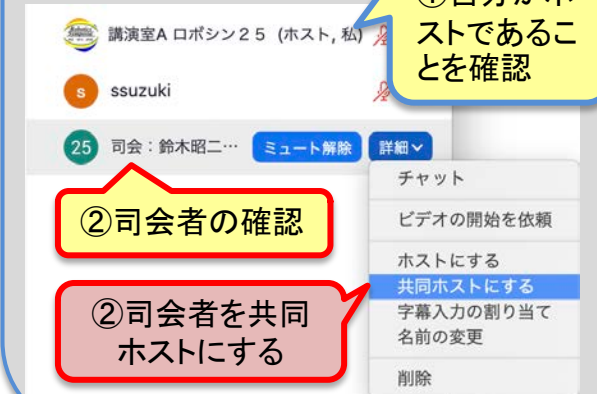 ①自分がホ
ストであるこ
とを確認
講演室A ロボシン２５ (ホスト, 私)
s
ssuzuki
25
司会：鈴木昭二…
ミュート解除
詳細
チャット
ビデオの開始を依頼
ホストにする
共同ホストにする
字幕入力の割り当て
名前の変更
削除
②司会者の確認
②司会者を共同
ホストにする